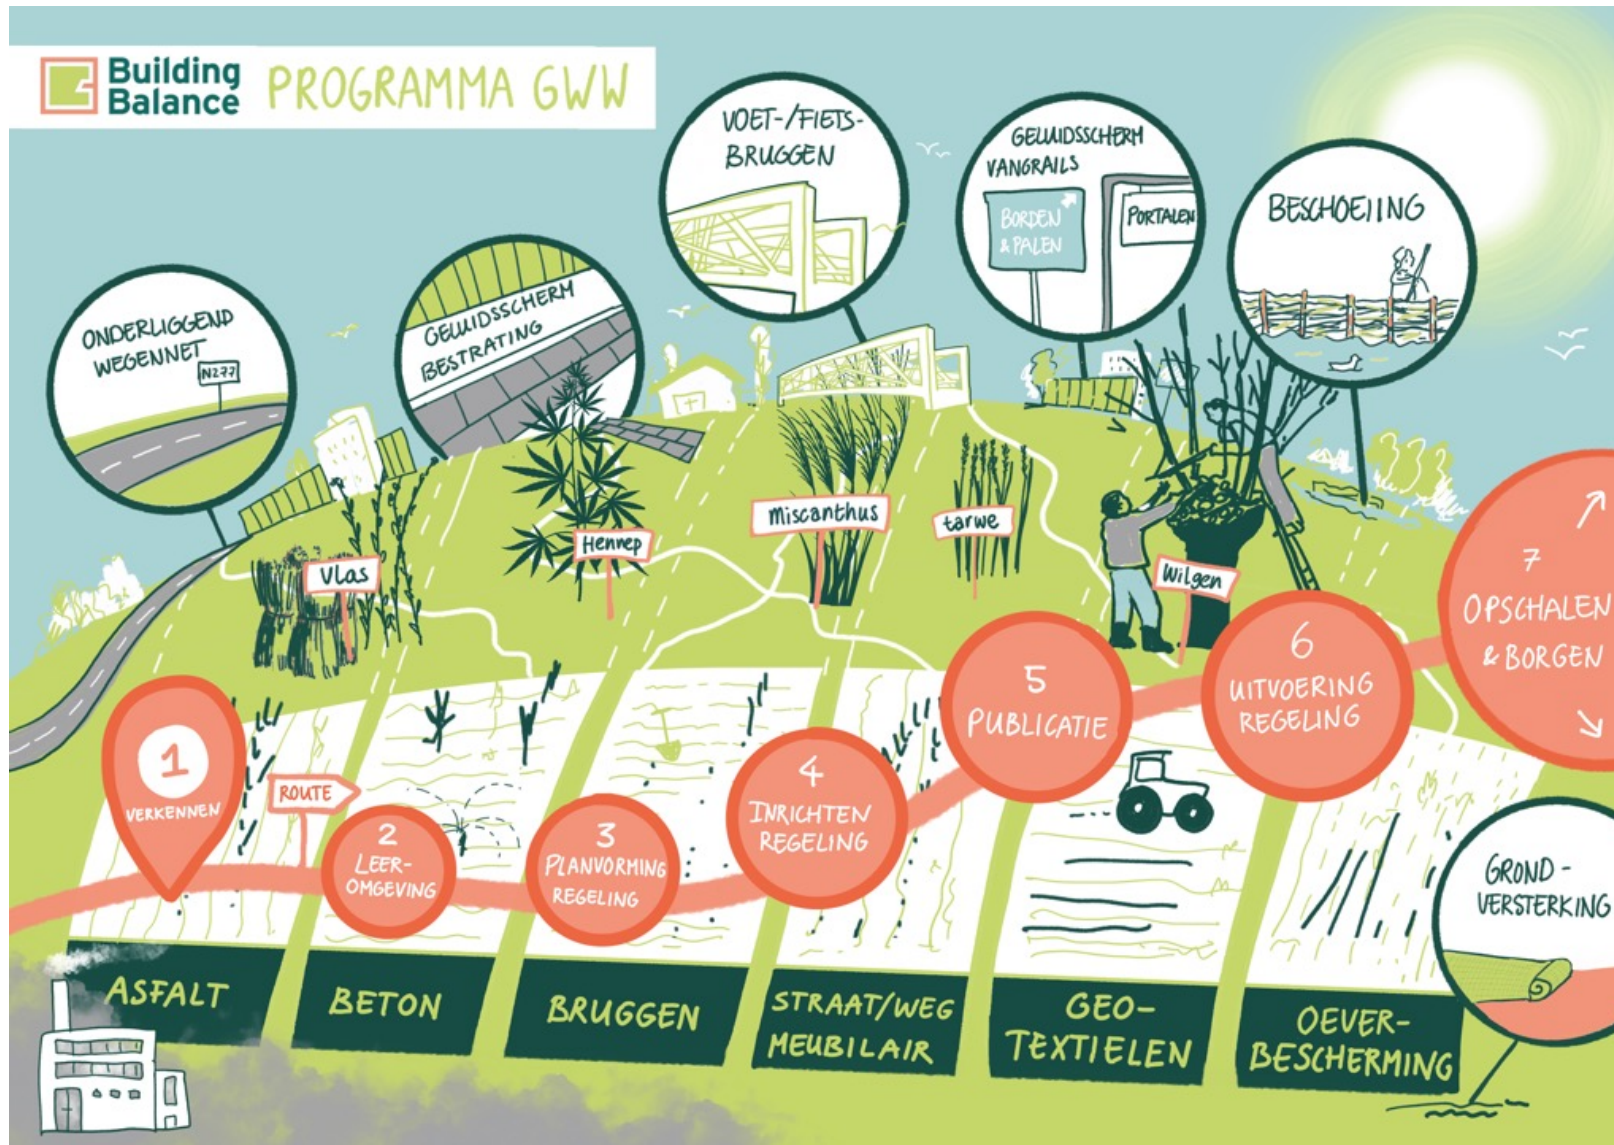 Building
Balance
PROGRAMMA GWW
VOET-/FIETS-
BRUGGEN
GELUIDSSCHERM
VANGRAILS
BORDEN
& PALEN
PORTALEN
BESCHOEIING
ONDERLIGGEND
WEGENNET
N277
GELUIDSSCHERM
BESTRATING
Vlas
Hennep
Miscanthus
tarwe
Wilgen
1
VERKENNEN
ROUTE
2
LEER-
OMGEVING
3
PLANVORMING
REGELING
4
INRICHTEN
REGELING
5
PUBLICATIE
6
UITVOERING
REGELING
7
OPSCHALEN
& BORGEN
GROND-
VERSTERKING
ASFALT
BETON
BRUGGEN
STRAAT/WEG
MEUBILAIR
GEO-
TEXTIELEN
OEVER-
BESCHERMING